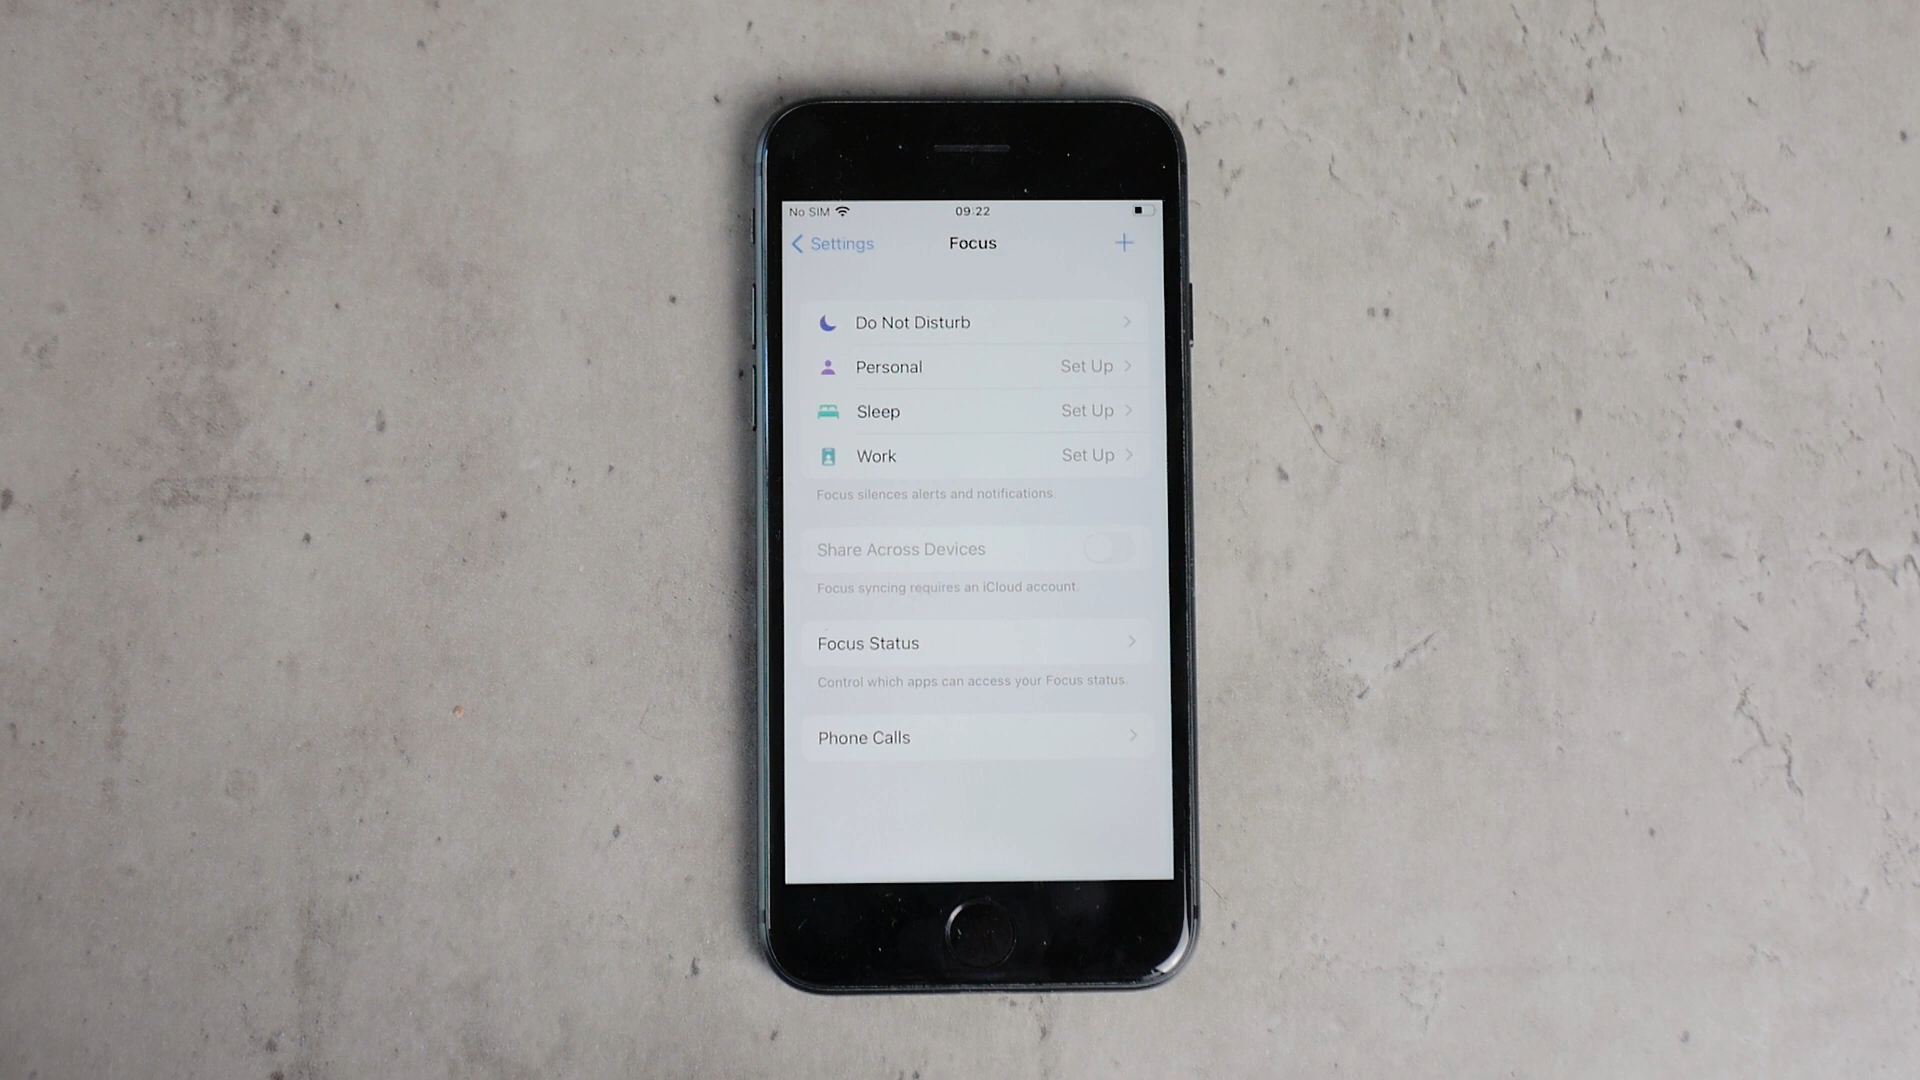 No SIM 09:22
Settings Focus
Do Not Disturb
Personal Set Up
Sleep Set Up
Work Set Up
Focus silences alerts and notifications.
Share Across Devices
Focus syncing requires an iCloud account.
Focus Status
Control which apps can access your Focus status.
Phone Calls